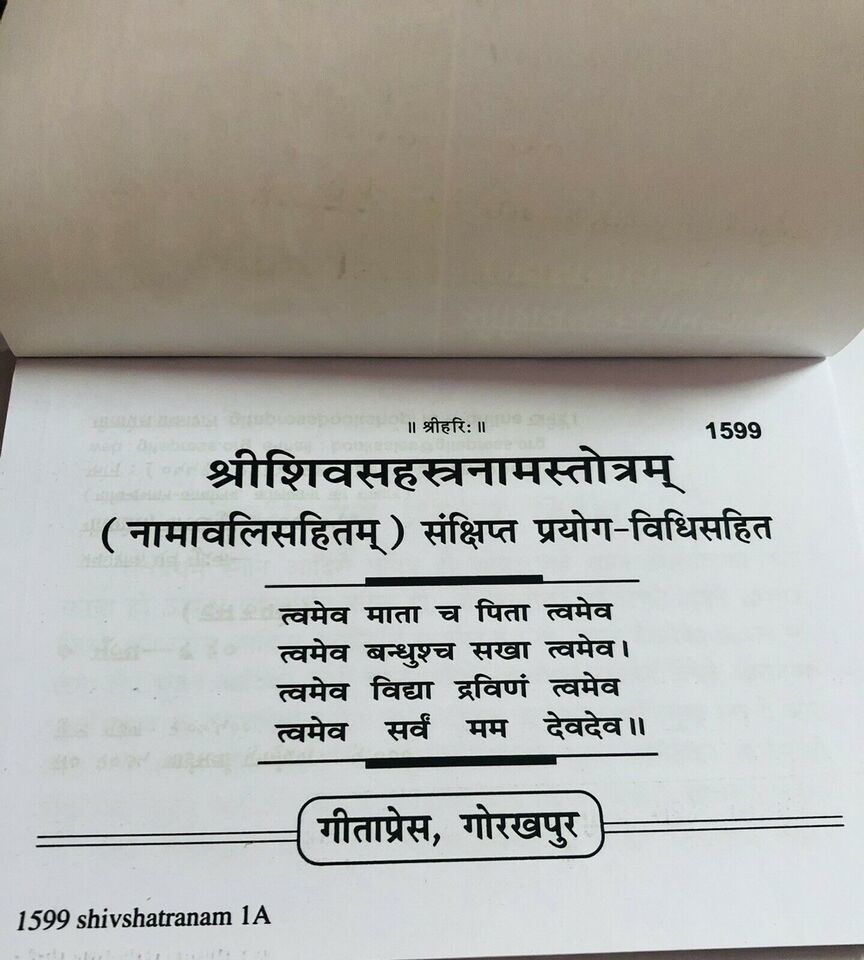 ॥ श्रीहरिः ॥
1599
श्रीशिवसहस्त्रनामस्तोत्रम्
( नामावलिसहितम् ) संक्षिप्त प्रयोग-विधिसहित
त्वमेव माता च पिता त्वमेव
त्वमेव बन्धुश्च सखा त्वमेव।
त्वमेव विद्या द्रविणं त्वमेव
त्वमेव सर्वं मम देवदेव॥
गीताप्रेस, गोरखपुर
1599 shivshatranam 1A